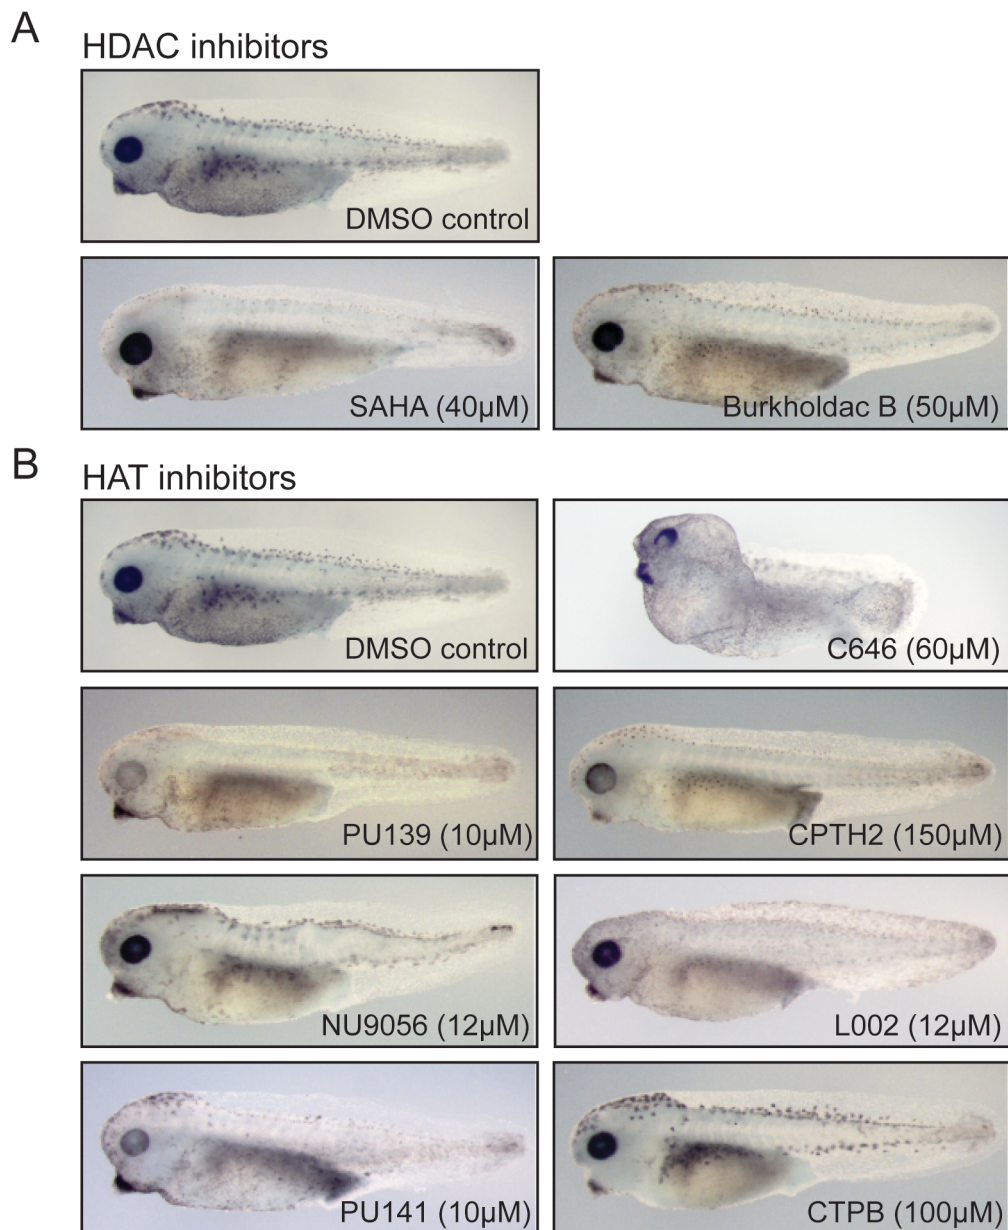 A
HDAC inhibitors
DMSO control
SAHA (40µM)
Burkholdac B (50µM)
B
HAT inhibitors
DMSO control
C646 (60µM)
PU139 (10µM)
CPTH2 (150µM)
NU9056 (12µM)
L002 (12µM)
PU141 (10µM)
CTPB (100µM)